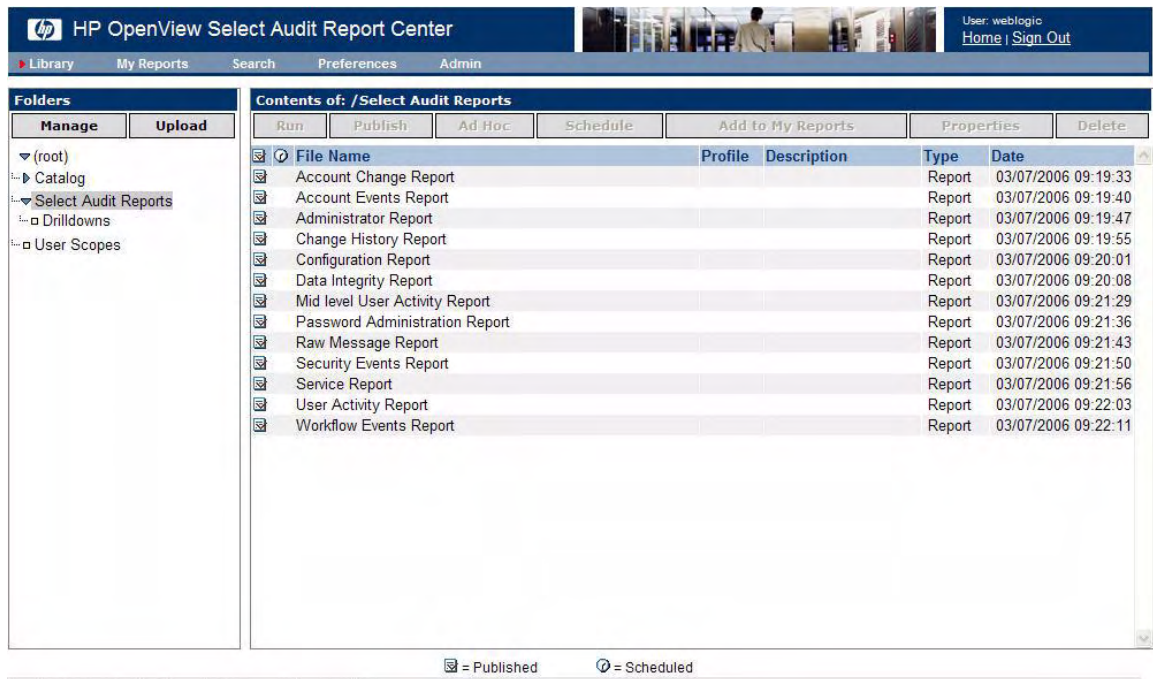 hp HP OpenView Select Audit Report Center
User: weblogic
Home | Sign Out
Library My Reports Search Preferences Admin
Folders
Manage Upload
(root)
Catalog
Select Audit Reports
Drilldowns
User Scopes
Contents of: /Select Audit Reports
Run Publish Ad Hoc Schedule Add to My Reports Properties Delete
File Name Profile Description Type Date
Account Change Report Report 03/07/2006 09:19:33
Account Events Report Report 03/07/2006 09:19:40
Administrator Report Report 03/07/2006 09:19:47
Change History Report Report 03/07/2006 09:19:55
Configuration Report Report 03/07/2006 09:20:01
Data Integrity Report Report 03/07/2006 09:20:08
Mid level User Activity Report Report 03/07/2006 09:21:29
Password Administration Report Report 03/07/2006 09:21:36
Raw Message Report Report 03/07/2006 09:21:43
Security Events Report Report 03/07/2006 09:21:50
Service Report Report 03/07/2006 09:21:56
User Activity Report Report 03/07/2006 09:22:03
Workflow Events Report Report 03/07/2006 09:22:11
= Published = Scheduled